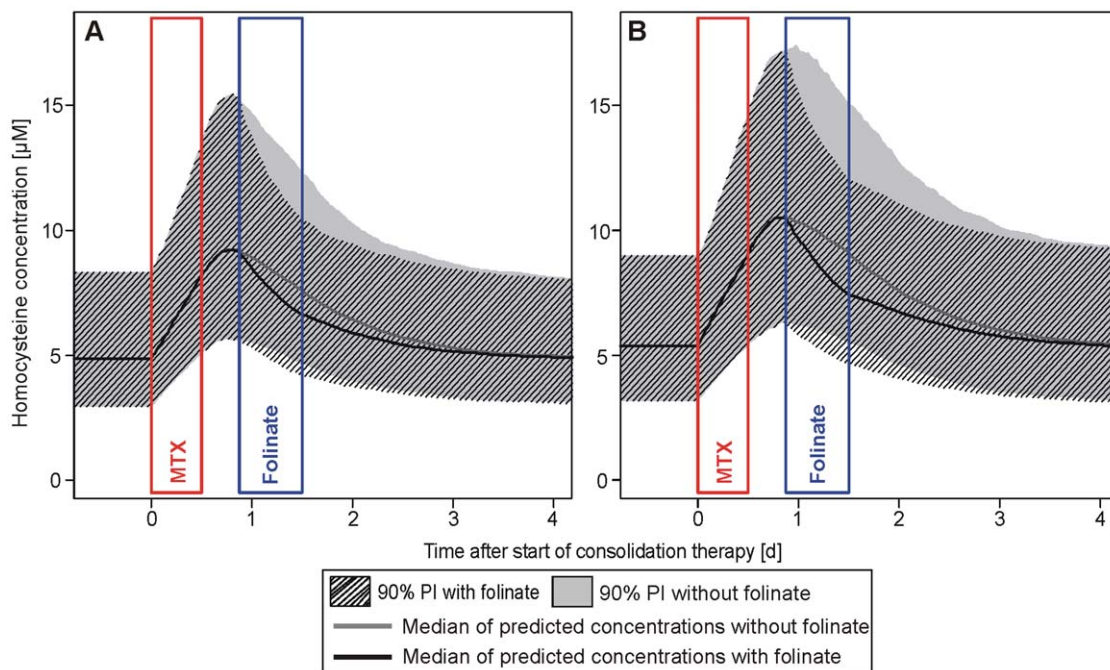 A
B
Homocysteine concentration [µM]
15
10
5
0
MTX
Folinate
MTX
Folinate
0 1 2 3 4
0 1 2 3 4
Time after start of consolidation therapy [d]
90% PI with folinate 90% PI without folinate
Median of predicted concentrations without folinate
Median of predicted concentrations with folinate
15
10
5
0